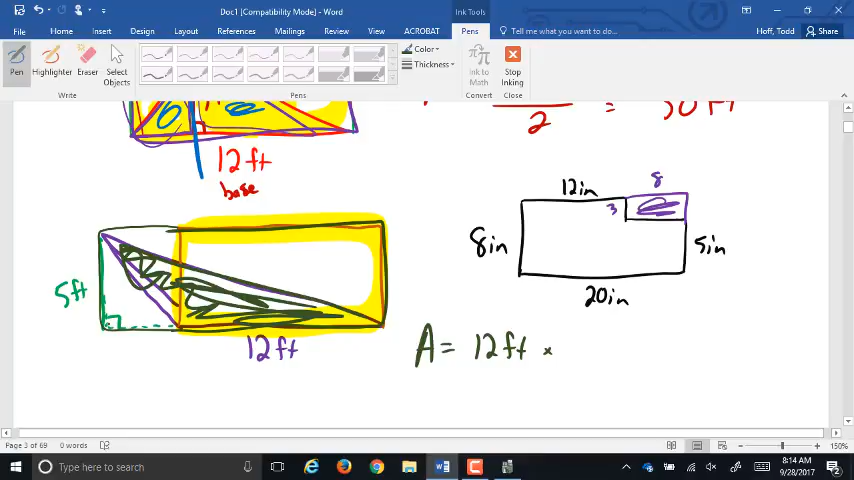 Doc1 [Compatibility Mode] - Word
Ink Tools
Hoff, Todd
File Home Insert Design Layout References Mailings Review View ACROBAT Pens Tell me what you want to do... Share
Pen Highlighter Eraser Select Objects
Color
Thickness
Ink to Math
Stop Inking
Write Pens Convert Close
2 =
12ft
base
12in 8
3
8in 5in
20in
5ft
12ft
A= 12ft ×
Page 3 of 69 0 words
150%
Type here to search
8:14 AM
9/28/2017
2